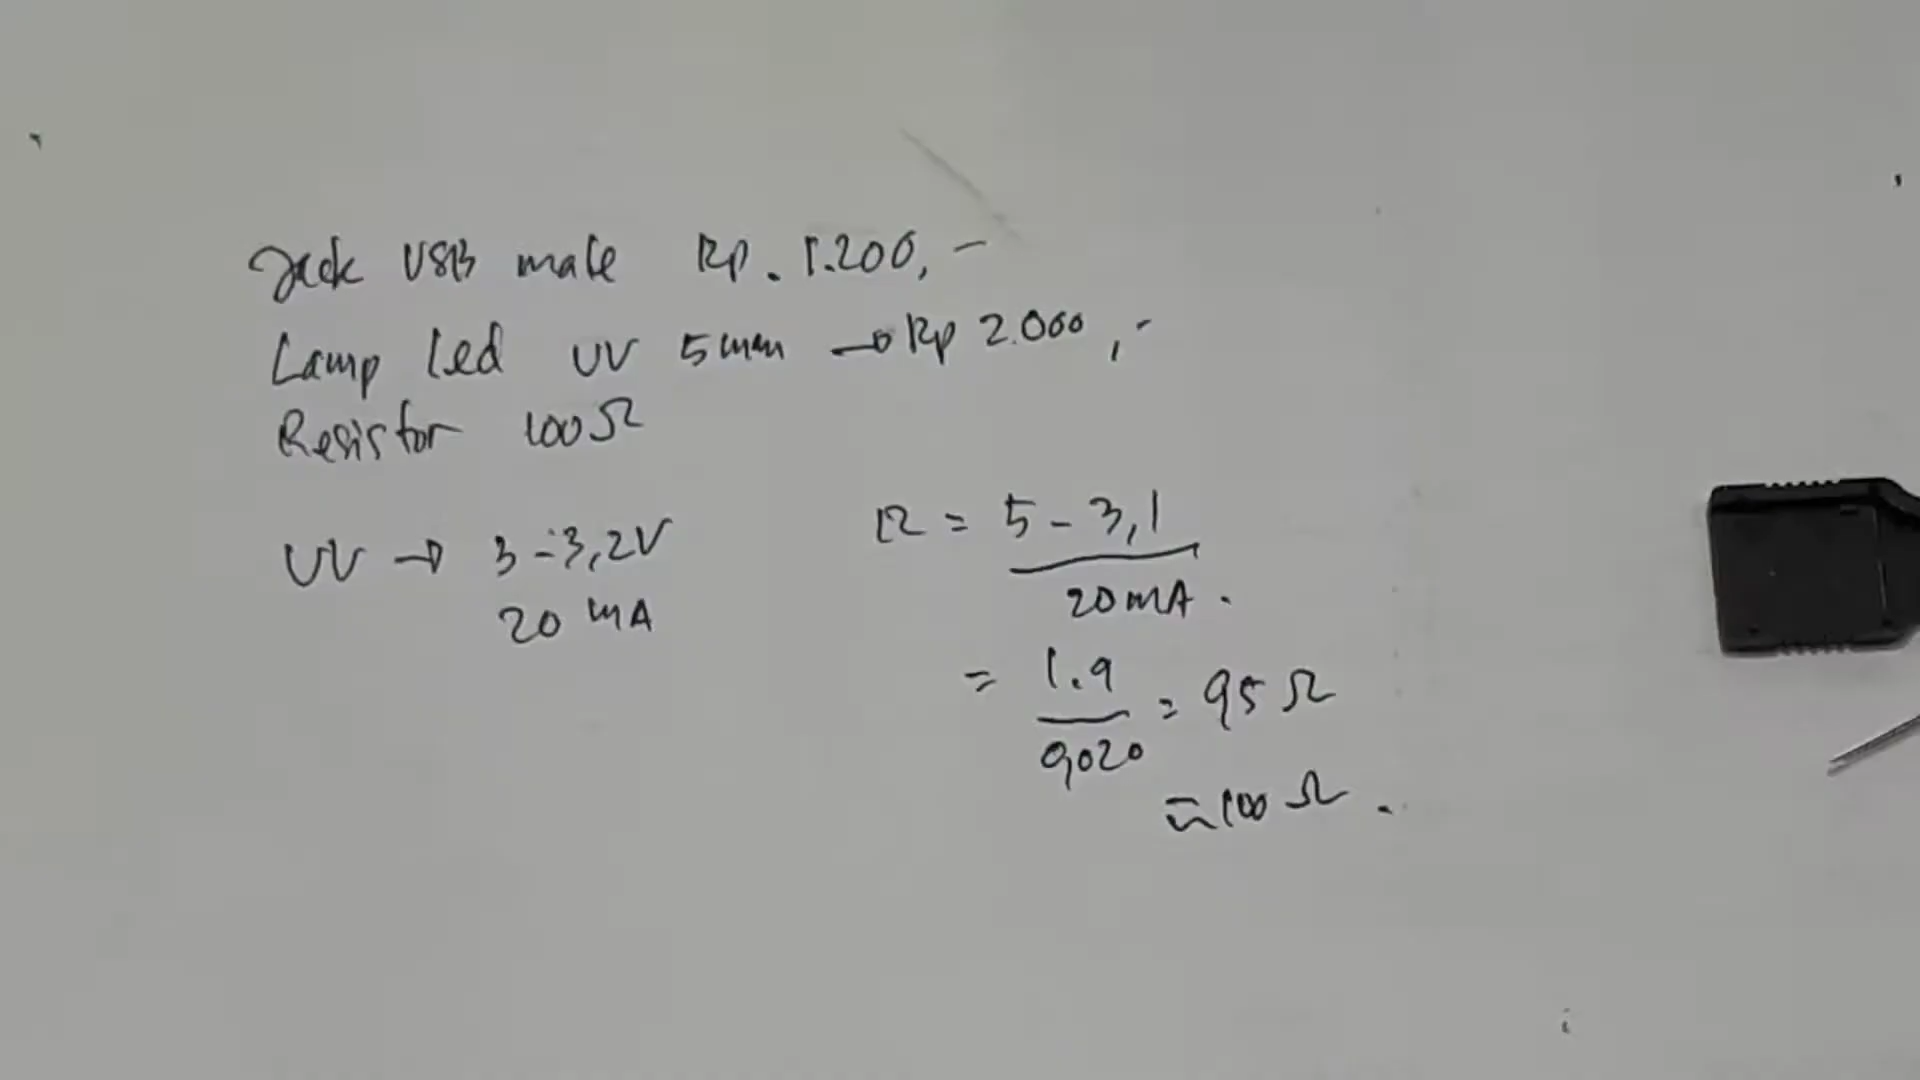 Jack USB male Rp. 1.200,-
Lamp Led UV 5mm → Rp 2.000,-
Resistor 100Ω
UV → 3-3,2V
20 mA
R = 5 - 3,1
20mA.
= 1.9 = 95 Ω
0,020
≈ 100 Ω.